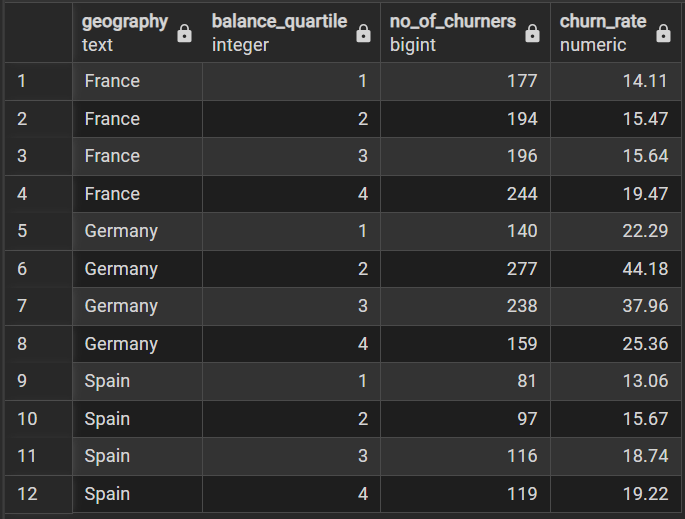 geography balance_quartile no_of_churners churn_rate
text integer bigint numeric
1 France 1 177 14.11
2 France 2 194 15.47
3 France 3 196 15.64
4 France 4 244 19.47
5 Germany 1 140 22.29
6 Germany 2 277 44.18
7 Germany 3 238 37.96
8 Germany 4 159 25.36
9 Spain 1 81 13.06
10 Spain 2 97 15.67
11 Spain 3 116 18.74
12 Spain 4 119 19.22